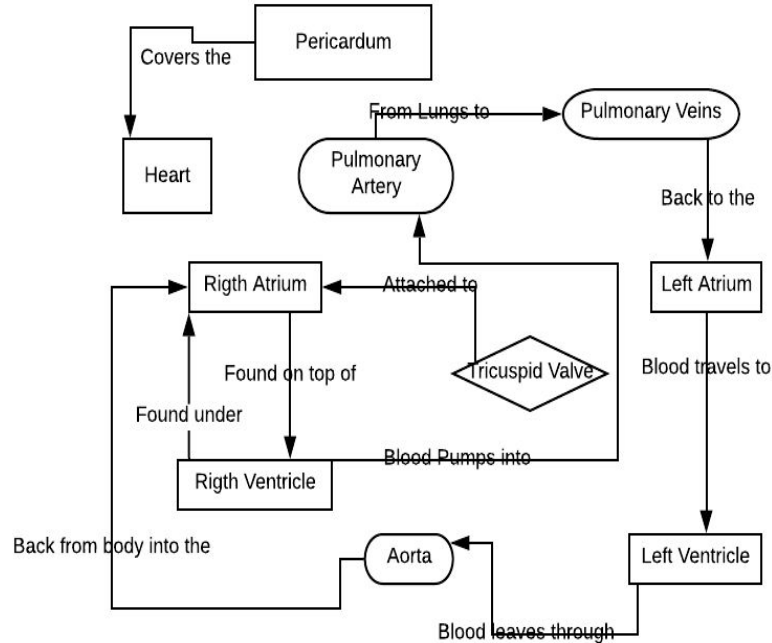 Pericardum
Covers the
From Lungs to
Pulmonary Veins
Heart
Pulmonary
Artery
Back to the
Rigth Atrium
Attached to
Left Atrium
Found on top of
Tricuspid Valve
Blood travels to
Found under
Blood Pumps into
Rigth Ventricle
Back from body into the
Aorta
Left Ventricle
Blood leaves through